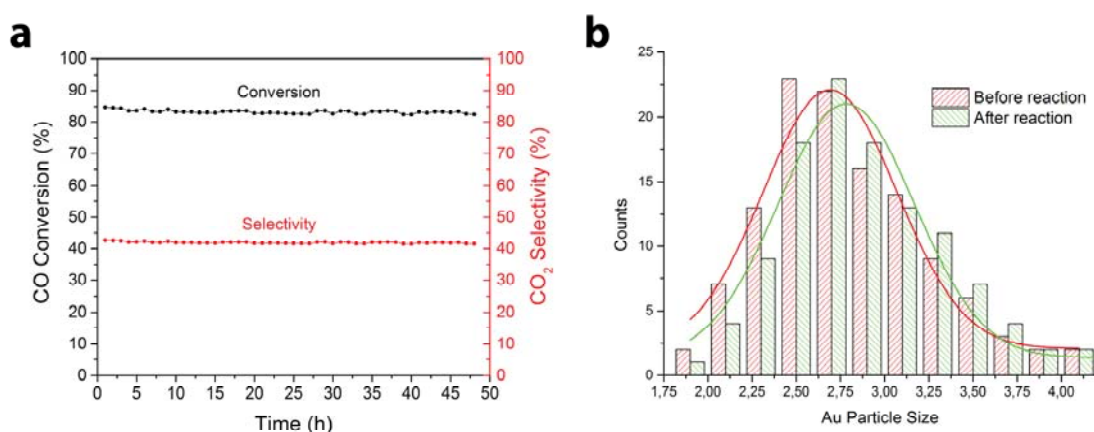 a
100
90
80
70
60
50
40
30
20
10
0
CO Conversion (%)
Conversion
Selectivity
0 5 10 15 20 25 30 35 40 45 50
Time (h)
100
90
80
70
60
50
40
30
20
10
0
CO2 Selectivity (%)
b
25
20
15
10
5
0
Counts
Before reaction
After reaction
1,75 2,00 2,25 2,50 2,75 3,00 3,25 3,50 3,75 4,00
Au Particle Size